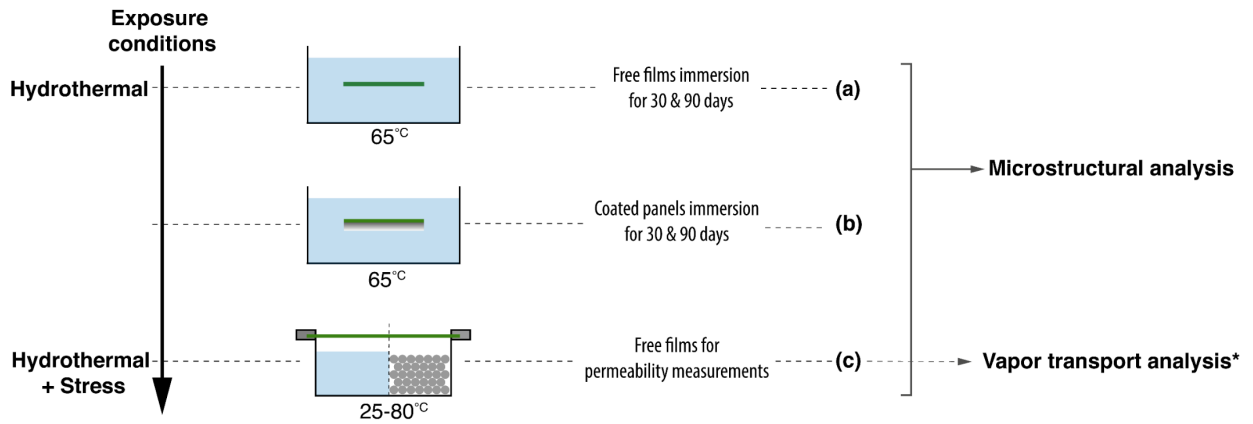 Exposure
conditions
Hydrothermal
65°C
Free films immersion
for 30 & 90 days
(a)
Microstructural analysis
65°C
Coated panels immersion
for 30 & 90 days
(b)
Hydrothermal
+ Stress
25-80°C
Free films for
permeability measurements
(c)
Vapor transport analysis*